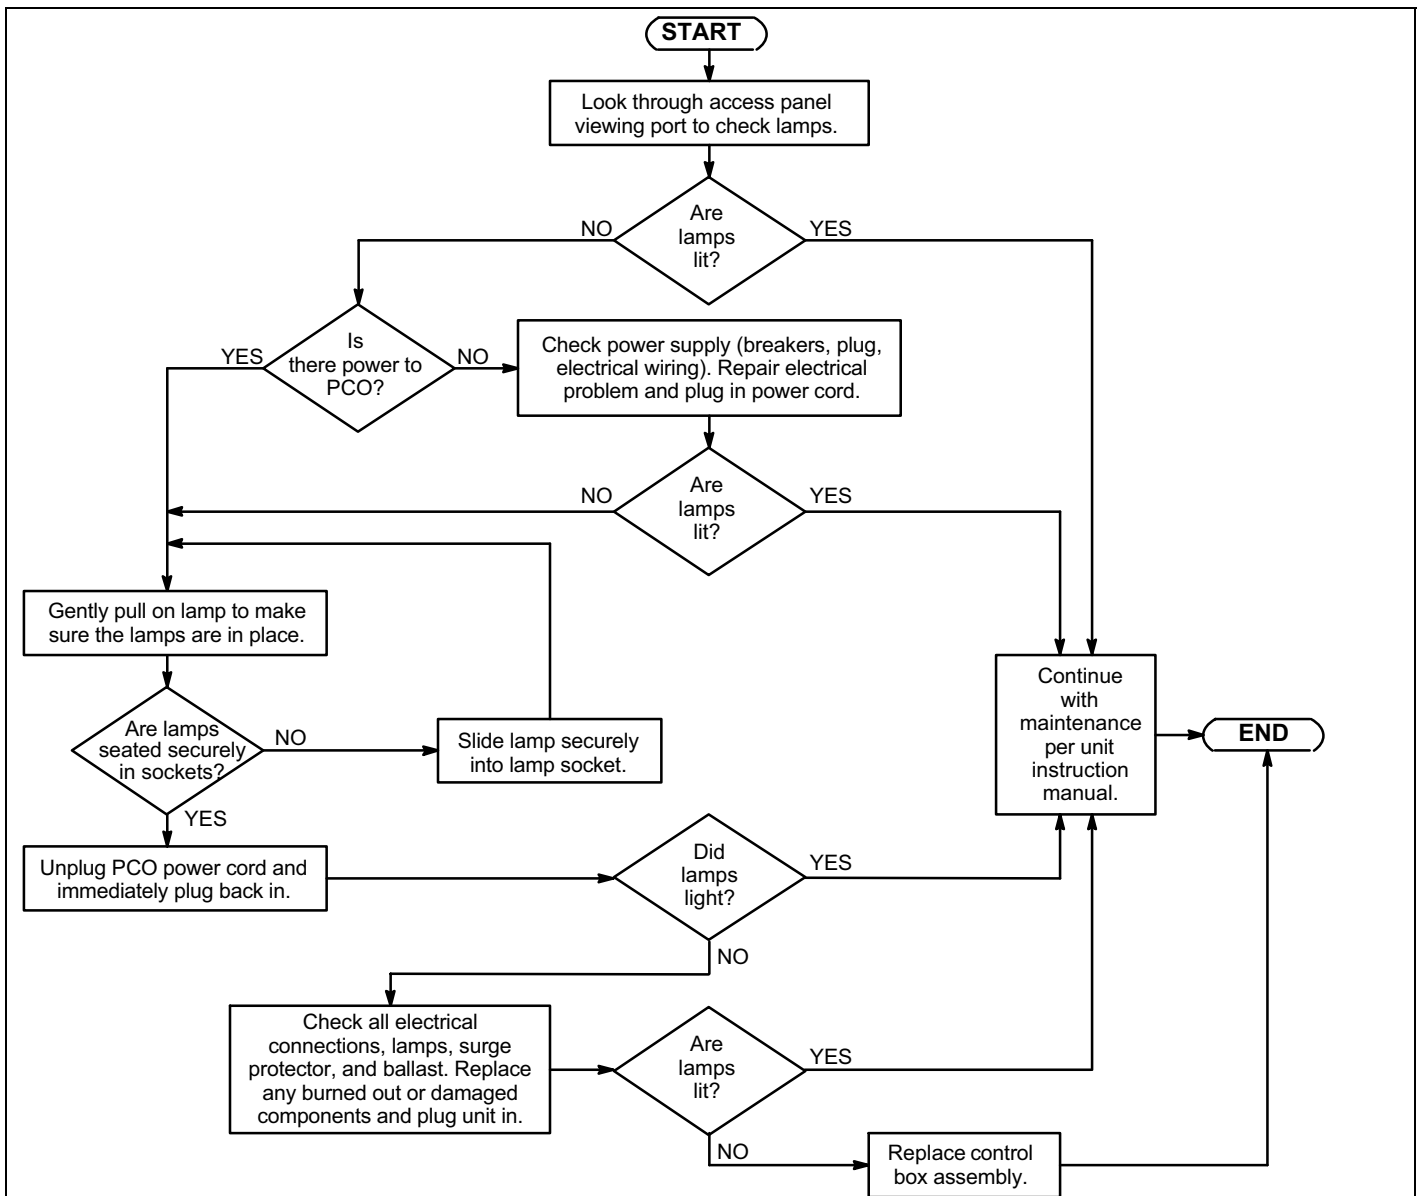 START
Look through access panel
viewing port to check lamps.
Are
lamps
lit?
NO
YES
Is
there power to
PCO?
YES
NO
Check power supply (breakers, plug,
electrical wiring). Repair electrical
problem and plug in power cord.
Are
lamps
lit?
NO
YES
Gently pull on lamp to make
sure the lamps are in place.
Are lamps
seated securely
in sockets?
NO
YES
Slide lamp securely
into lamp socket.
Continue
with
maintenance
per unit
instruction
manual.
END
Unplug PCO power cord and
immediately plug back in.
Did
lamps
light?
YES
NO
Check all electrical
connections, lamps, surge
protector, and ballast. Replace
any burned out or damaged
components and plug unit in.
Are
lamps
lit?
YES
NO
Replace control
box assembly.